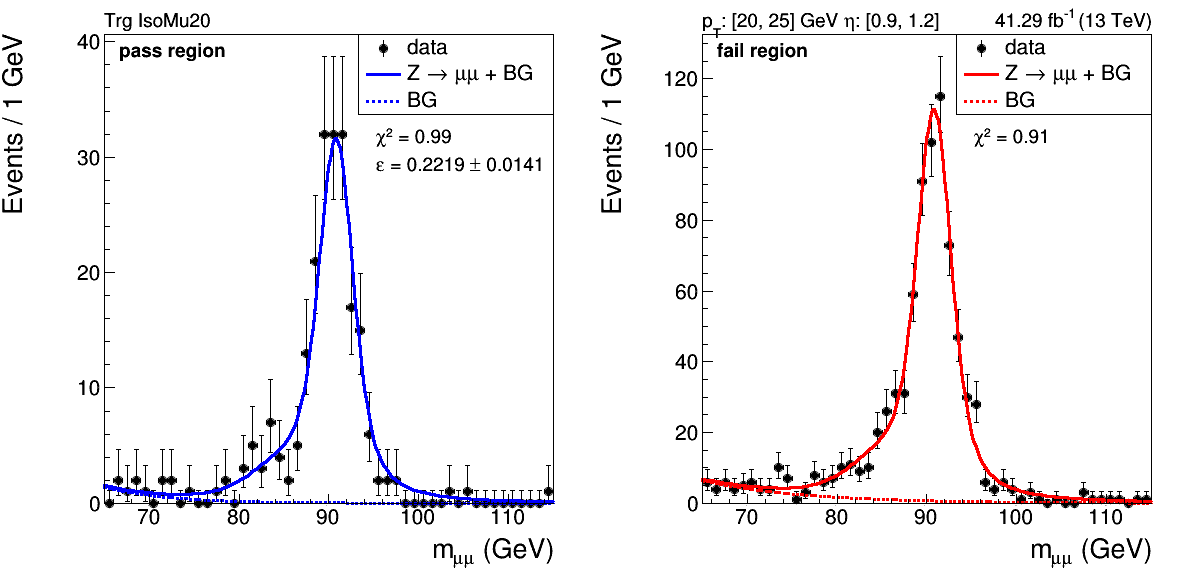 Trg IsoMu20
pass region
data
Z → μμ + BG
BG
χ² = 0.99
ε = 0.2219 ± 0.0141
Events / 1 GeV
40
30
20
10
0
70 80 90 100 110
m_μμ (GeV)
p_T: [20, 25] GeV η: [0.9, 1.2] 41.29 fb⁻¹ (13 TeV)
fail region
data
Z → μμ + BG
BG
χ² = 0.91
Events / 1 GeV
120
100
80
60
40
20
0
70 80 90 100 110
m_μμ (GeV)